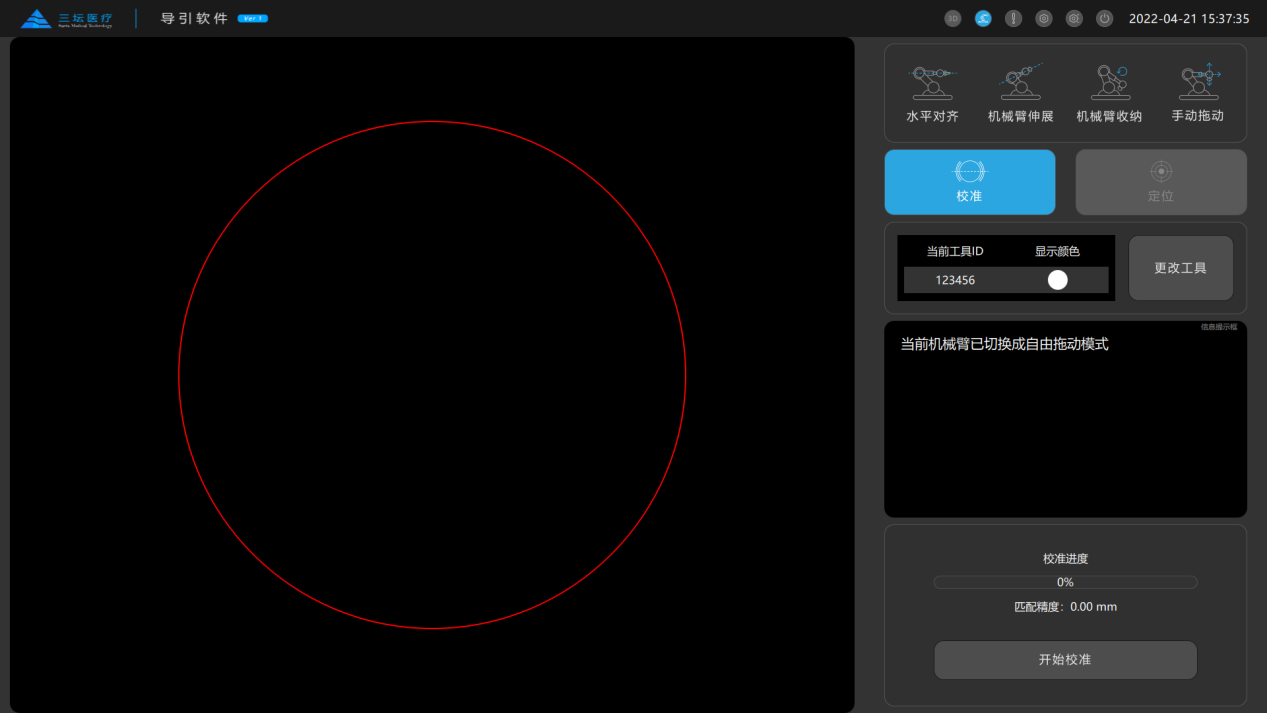 三坛医疗
Santa Medical Technology
导引软件
Ver 1
3D
2022-04-21 15:37:35
水平对齐
机械臂伸展
机械臂收纳
手动拖动
校准
定位
当前工具ID
显示颜色
123456
更改工具
信息提示框
当前机械臂已切换成自由拖动模式
校准进度
0%
匹配精度：0.00 mm
开始校准